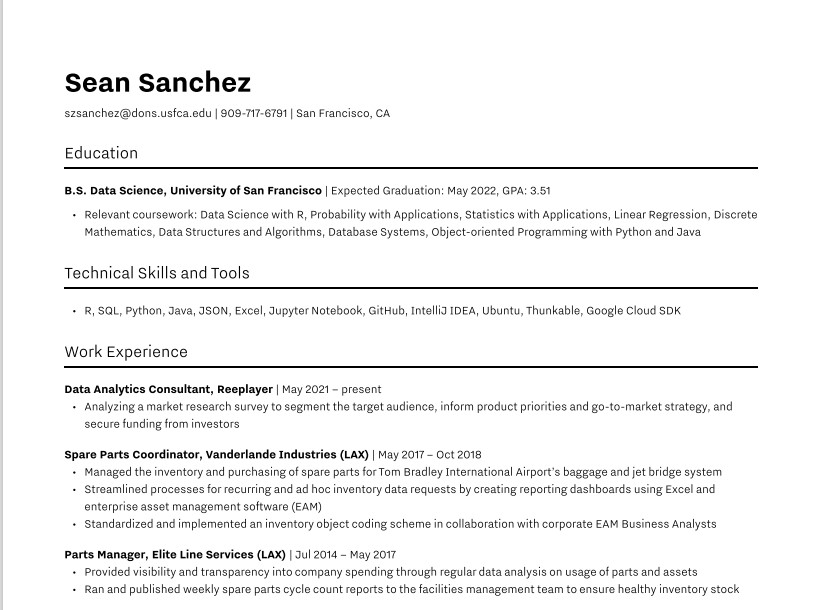 Sean Sanchez
szsanchez@dons.usfca.edu | 909-717-6791 | San Francisco, CA
Education
B.S. Data Science, University of San Francisco | Expected Graduation: May 2022, GPA: 3.51
• Relevant coursework: Data Science with R, Probability with Applications, Statistics with Applications, Linear Regression, Discrete
Mathematics, Data Structures and Algorithms, Database Systems, Object-oriented Programming with Python and Java
Technical Skills and Tools
• R, SQL, Python, Java, JSON, Excel, Jupyter Notebook, GitHub, IntelliJ IDEA, Ubuntu, Thunkable, Google Cloud SDK
Work Experience
Data Analytics Consultant, Reeplayer | May 2021 – present
• Analyzing a market research survey to segment the target audience, inform product priorities and go-to-market strategy, and
secure funding from investors
Spare Parts Coordinator, Vanderlande Industries (LAX) | May 2017 – Oct 2018
• Managed the inventory and purchasing of spare parts for Tom Bradley International Airport's baggage and jet bridge system
• Streamlined processes for recurring and ad hoc inventory data requests by creating reporting dashboards using Excel and
enterprise asset management software (EAM)
• Standardized and implemented an inventory object coding scheme in collaboration with corporate EAM Business Analysts
Parts Manager, Elite Line Services (LAX) | Jul 2014 – May 2017
• Provided visibility and transparency into company spending through regular data analysis on usage of parts and assets
• Ran and published weekly spare parts cycle count reports to the facilities management team to ensure healthy inventory stock